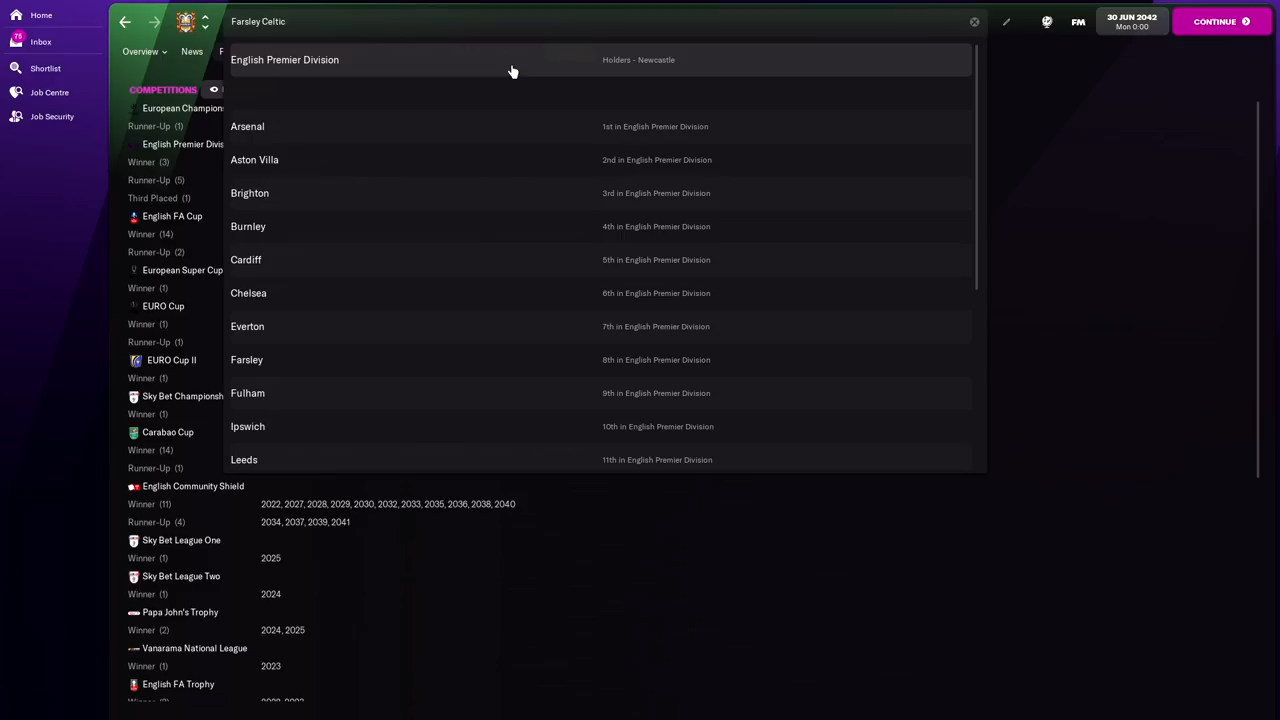 Home
75
Inbox
Shortlist
Job Centre
Job Security
Farsley Celtic
FM
30 JUN 2042
Mon 0:00
CONTINUE
Overview
News
COMPETITIONS
European Champions
Runner-Up (1)
English Premier Divis
Winner (3)
Runner-Up (5)
Third Placed (1)
English FA Cup
Winner (14)
Runner-Up (2)
European Super Cup
Winner (1)
EURO Cup
Winner (1)
Runner-Up (1)
EURO Cup II
Winner (1)
Sky Bet Championsh
Winner (1)
Carabao Cup
Winner (14)
Runner-Up (1)
English Community Shield
Winner (11) 2022, 2027, 2028, 2029, 2030, 2032, 2033, 2035, 2036, 2038, 2040
Runner-Up (4) 2034, 2037, 2039, 2041
Sky Bet League One
Winner (1) 2025
Sky Bet League Two
Winner (1) 2024
Papa John's Trophy
Winner (2) 2024, 2025
Vanarama National League
Winner (1) 2023
English FA Trophy
English Premier Division Holders - Newcastle
Arsenal 1st in English Premier Division
Aston Villa 2nd in English Premier Division
Brighton 3rd in English Premier Division
Burnley 4th in English Premier Division
Cardiff 5th in English Premier Division
Chelsea 6th in English Premier Division
Everton 7th in English Premier Division
Farsley 8th in English Premier Division
Fulham 9th in English Premier Division
Ipswich 10th in English Premier Division
Leeds 11th in English Premier Division